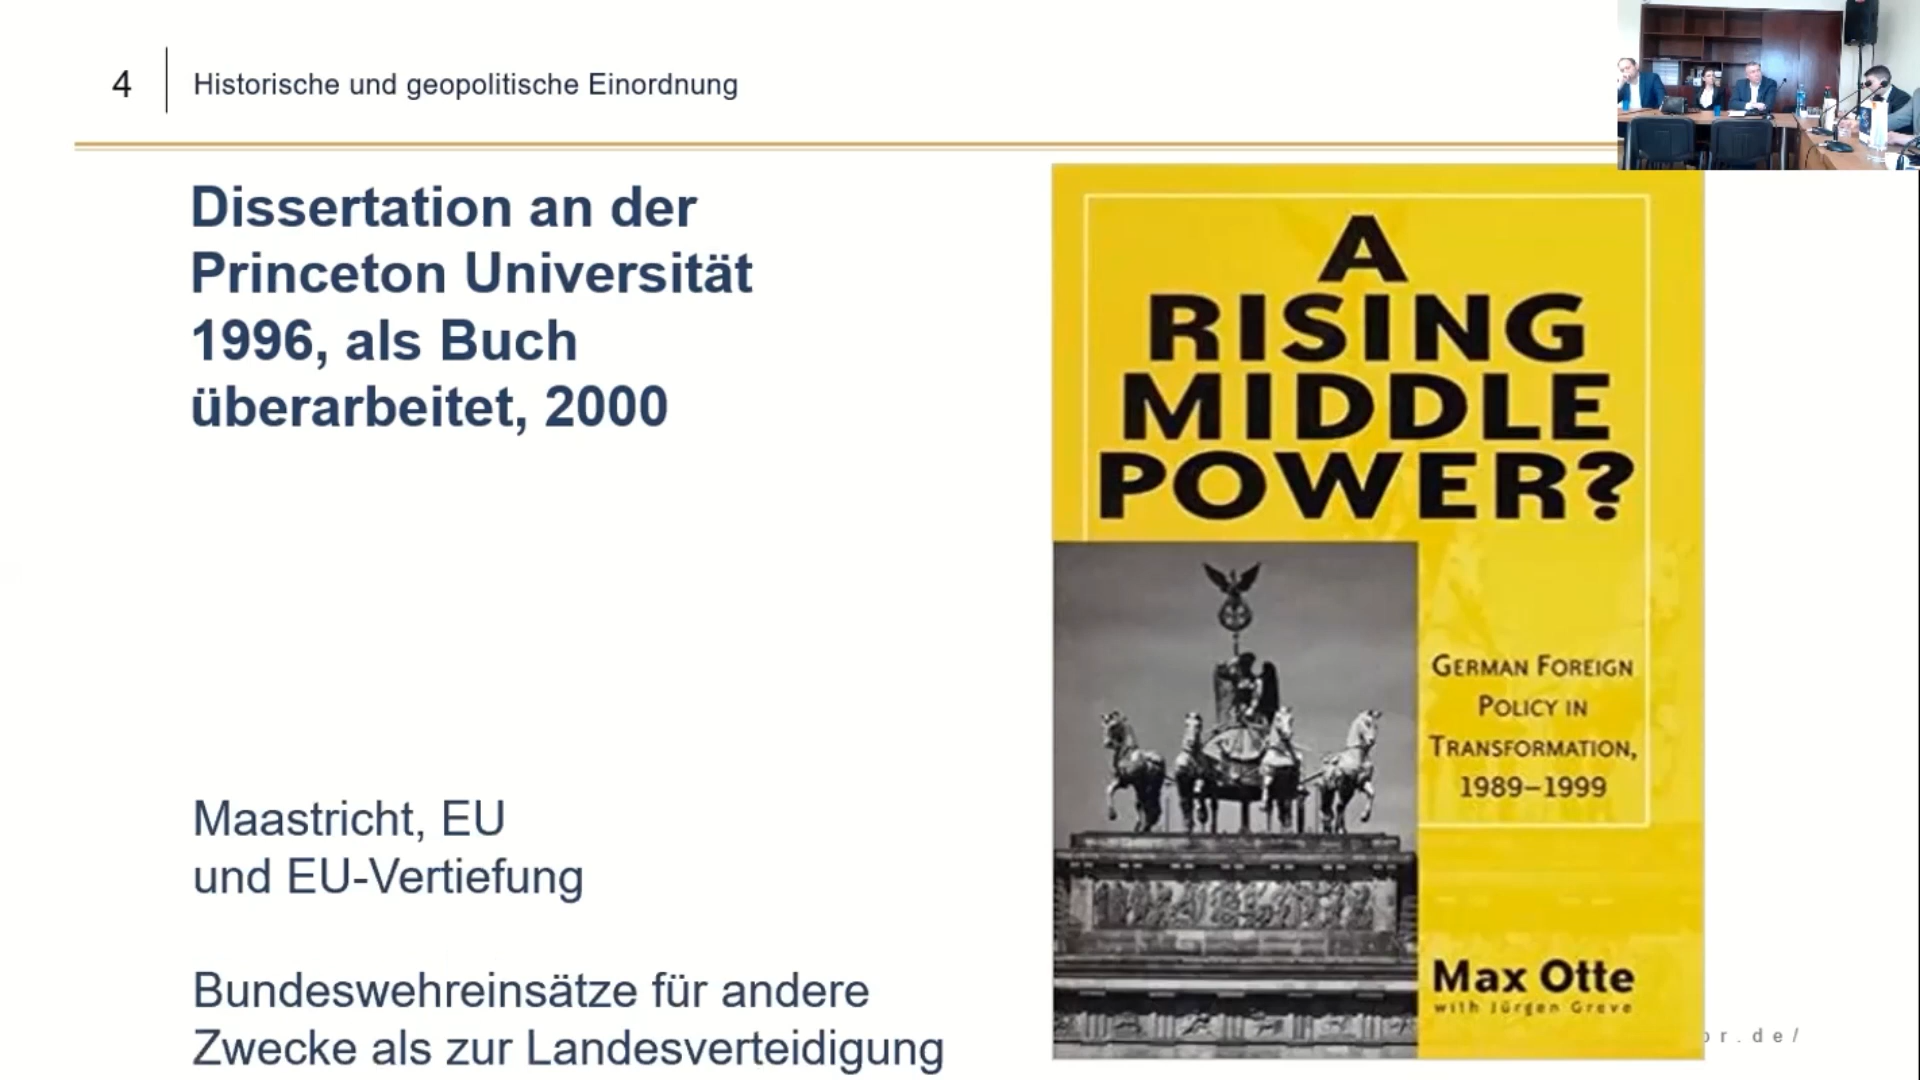 4
Historische und geopolitische Einordnung
Dissertation an der
Princeton Universität
1996, als Buch
überarbeitet, 2000
Maastricht, EU
und EU-Vertiefung
Bundeswehreinsätze für andere
Zwecke als zur Landesverteidigung
A
RISING
MIDDLE
POWER?
GERMAN FOREIGN
POLICY IN
TRANSFORMATION,
1989–1999
Max Otte
with Jürgen Greve
or.de/